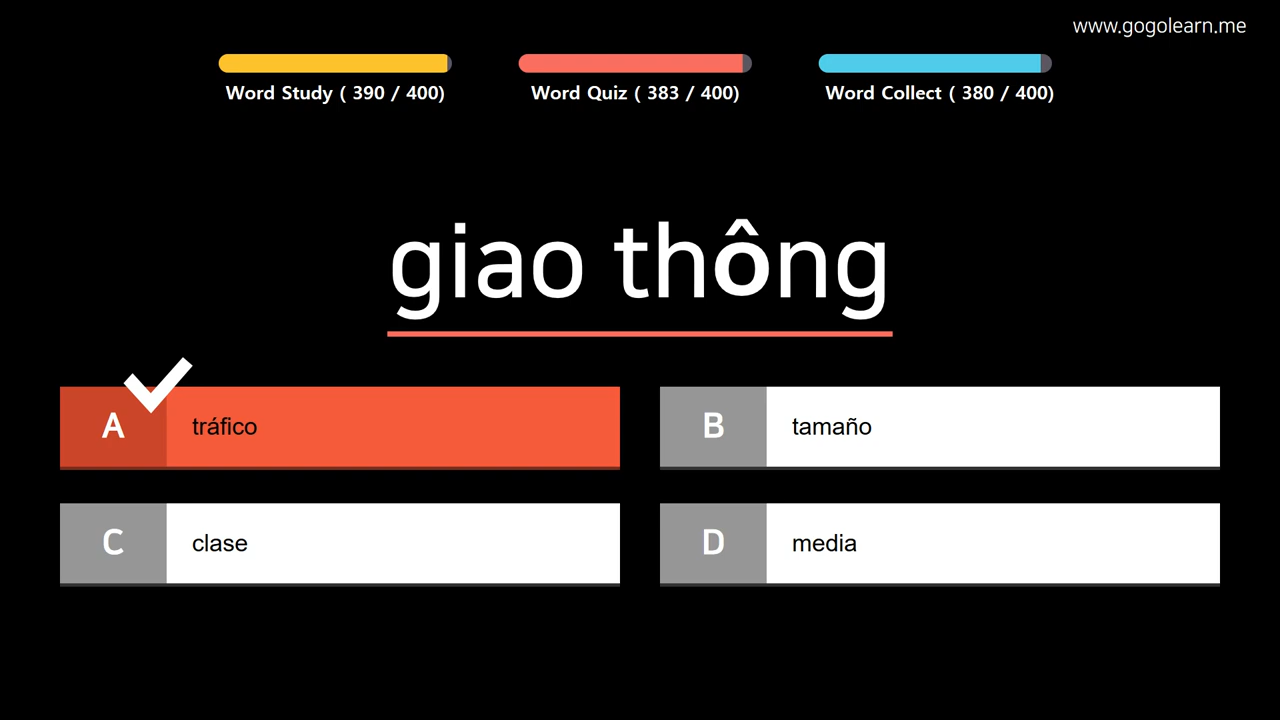 www.gogolearn.me
Word Study ( 390 / 400)
Word Quiz ( 383 / 400)
Word Collect ( 380 / 400)
giao thông
A tráfico
B tamaño
C clase
D media